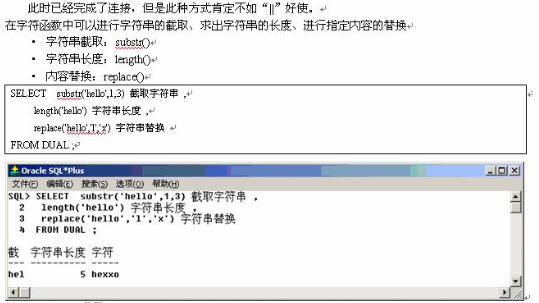 此时已经完成了连接，但是此种方式肯定不如“||”好使。
在字符函数中可以进行字符串的截取、求出字符串的长度、进行指定内容的替换
• 字符串截取：substr()
• 字符串长度：length()
• 内容替换：replace()
SELECT substr('hello',1,3) 截取字符串 ,
length('hello') 字符串长度 ,
replace('hello','l','x') 字符串替换
FROM DUAL ;
Oracle SQL*Plus
文件(F) 编辑(E) 搜索(S) 选项(O) 帮助(H)
SQL> SELECT substr('hello',1,3) 截取字符串 ,
2 length('hello') 字符串长度 ,
3 replace('hello','l','x') 字符串替换
4 FROM DUAL ;
截 字符串长度 字符
--- ---------- -----
hel 5 hexxo